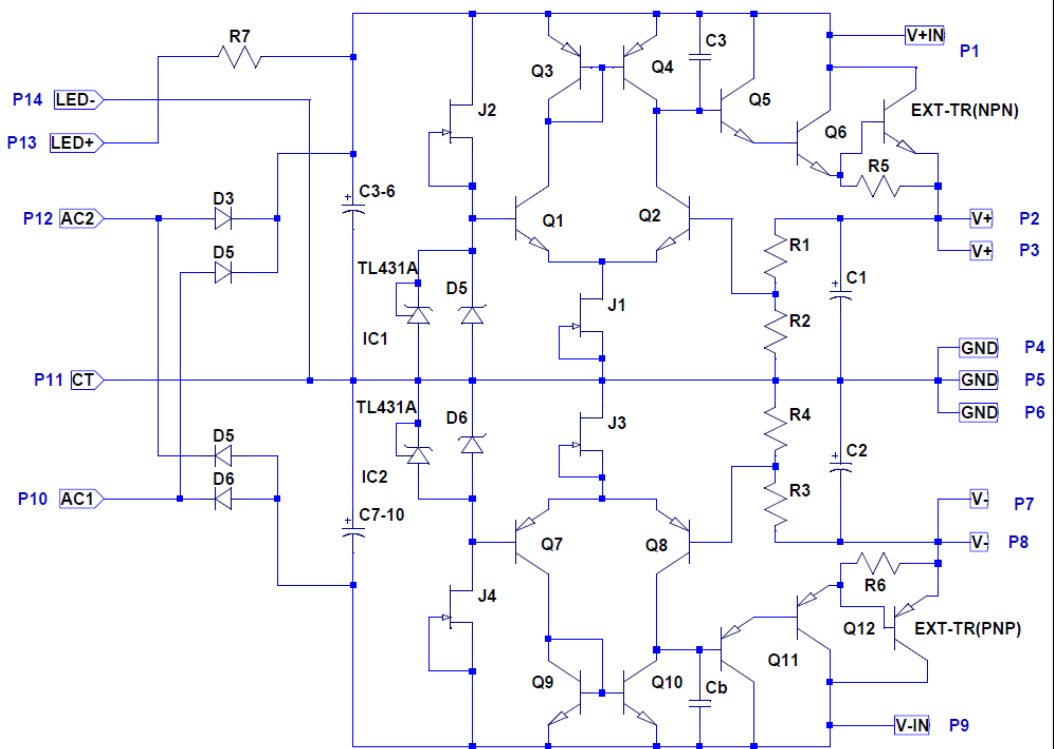 R7
Q3
Q4
C3
Q5
V+IN
P1
P14
LED-
J2
Q6
EXT-TR(NPN)
P13
LED+
R5
C3-6
P12
AC2
D3
Q1
Q2
V+
P2
D5
TL431A
D5
R1
V+
P3
C1
J1
R2
IC1
GND
P4
P11
CT
GND
P5
TL431A
D6
J3
R4
GND
P6
D5
IC2
C2
D6
R3
P10
AC1
C7-10
V-
P7
Q7
Q8
V-
P8
R6
J4
Q12
EXT-TR(PNP)
Q11
Q9
Q10
Cb
V-IN
P9